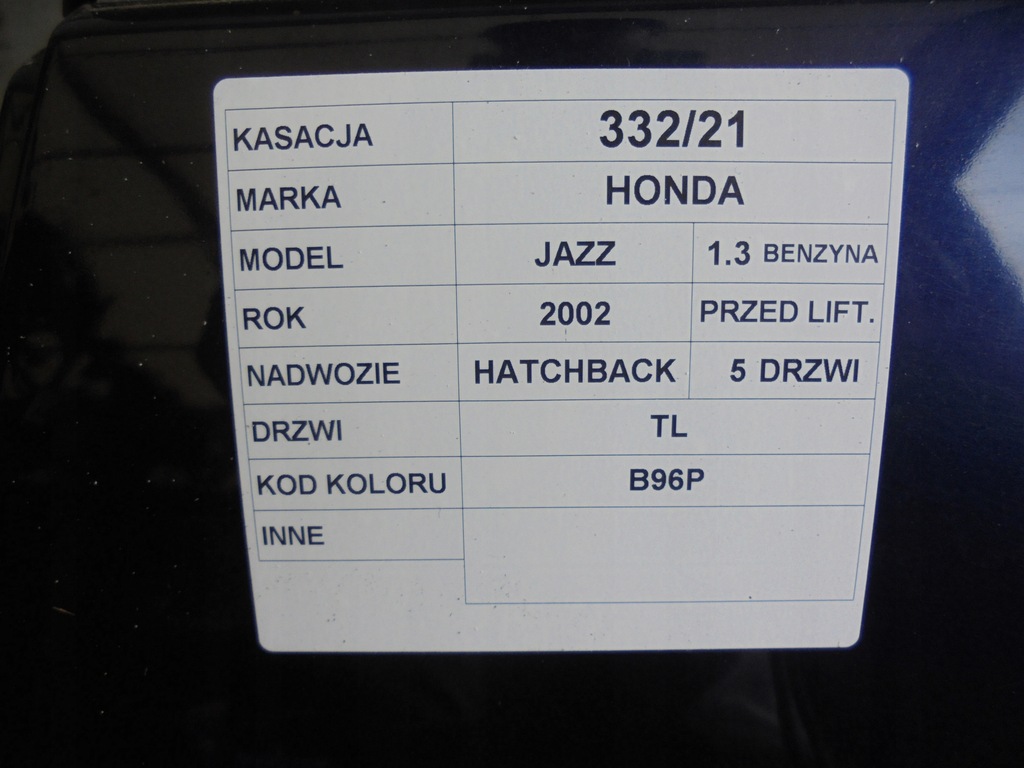 KASACJA 332/21
MARKA HONDA
MODEL JAZZ 1.3 BENZYNA
ROK 2002 PRZED LIFT.
NADWOZIE HATCHBACK 5 DRZWI
DRZWI TL
KOD KOLORU B96P
INNE